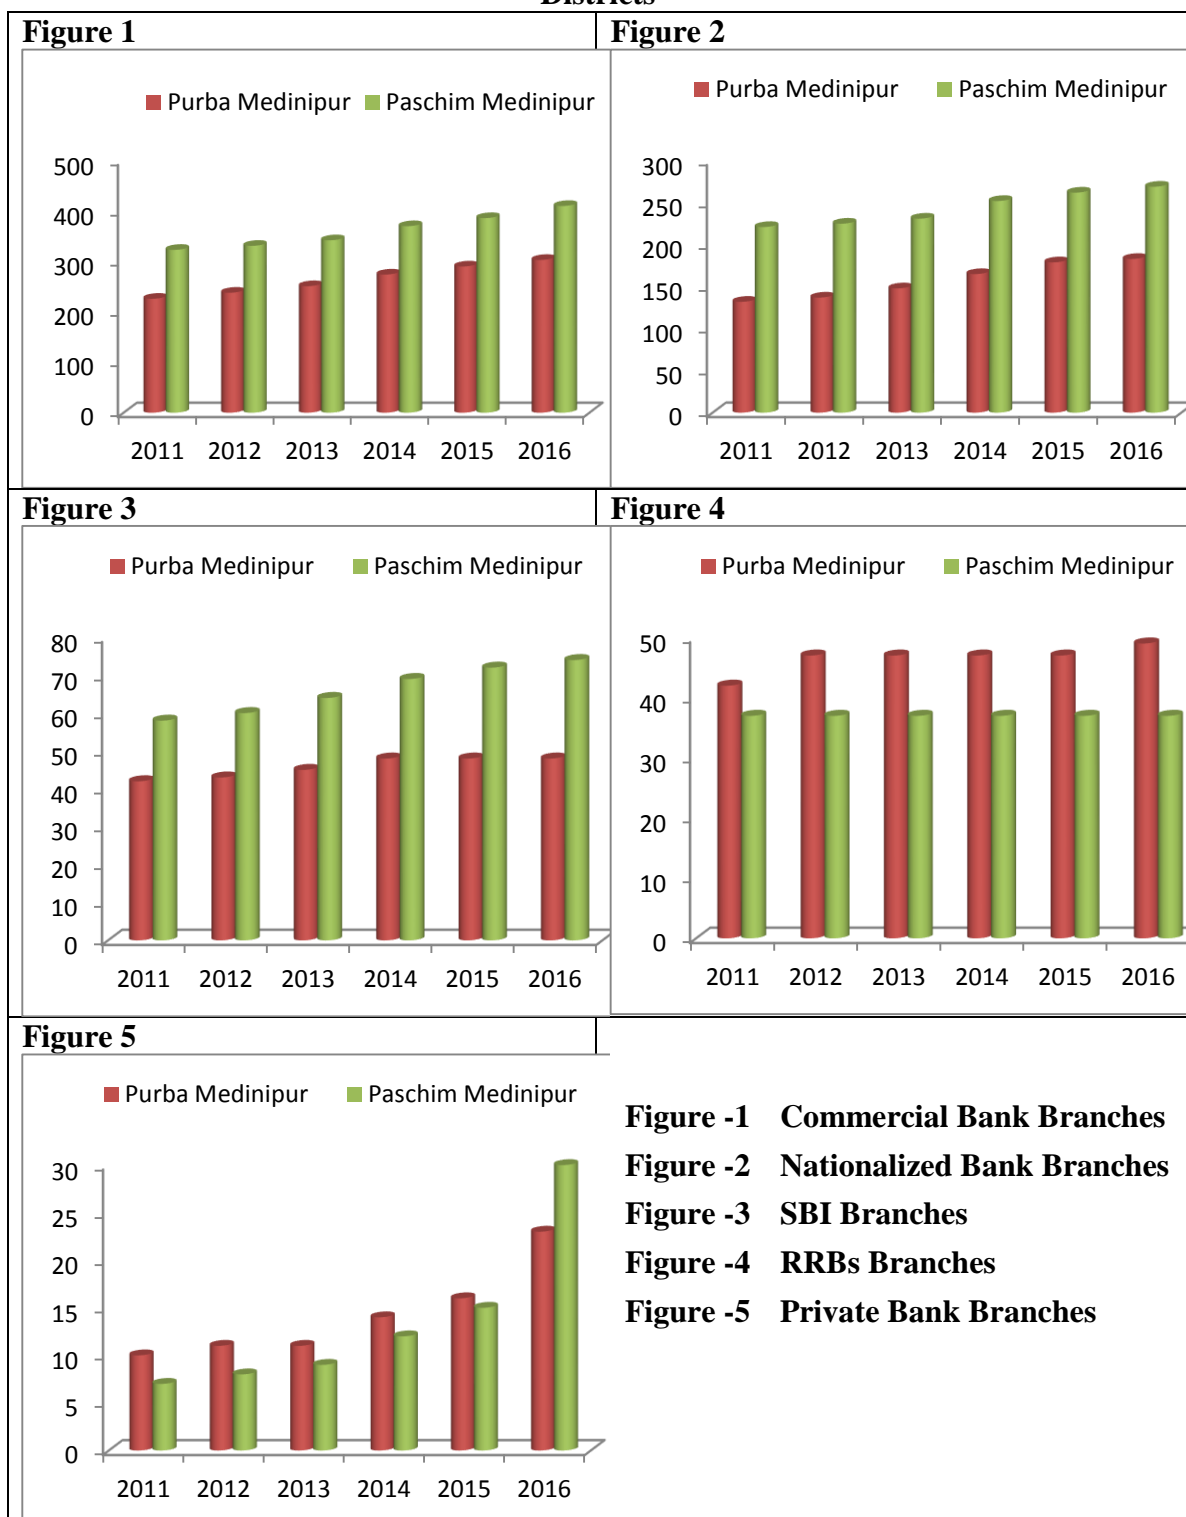 Districts
Figure 1
Purba Medinipur Paschim Medinipur
500
400
300
200
100
0
2011 2012 2013 2014 2015 2016
Figure 2
Purba Medinipur Paschim Medinipur
300
250
200
150
100
50
0
2011 2012 2013 2014 2015 2016
Figure 3
Purba Medinipur Paschim Medinipur
80
70
60
50
40
30
20
10
0
2011 2012 2013 2014 2015 2016
Figure 4
Purba Medinipur Paschim Medinipur
50
40
30
20
10
0
2011 2012 2013 2014 2015 2016
Figure 5
Purba Medinipur Paschim Medinipur
30
25
20
15
10
5
0
2011 2012 2013 2014 2015 2016
Figure -1 Commercial Bank Branches
Figure -2 Nationalized Bank Branches
Figure -3 SBI Branches
Figure -4 RRBs Branches
Figure -5 Private Bank Branches